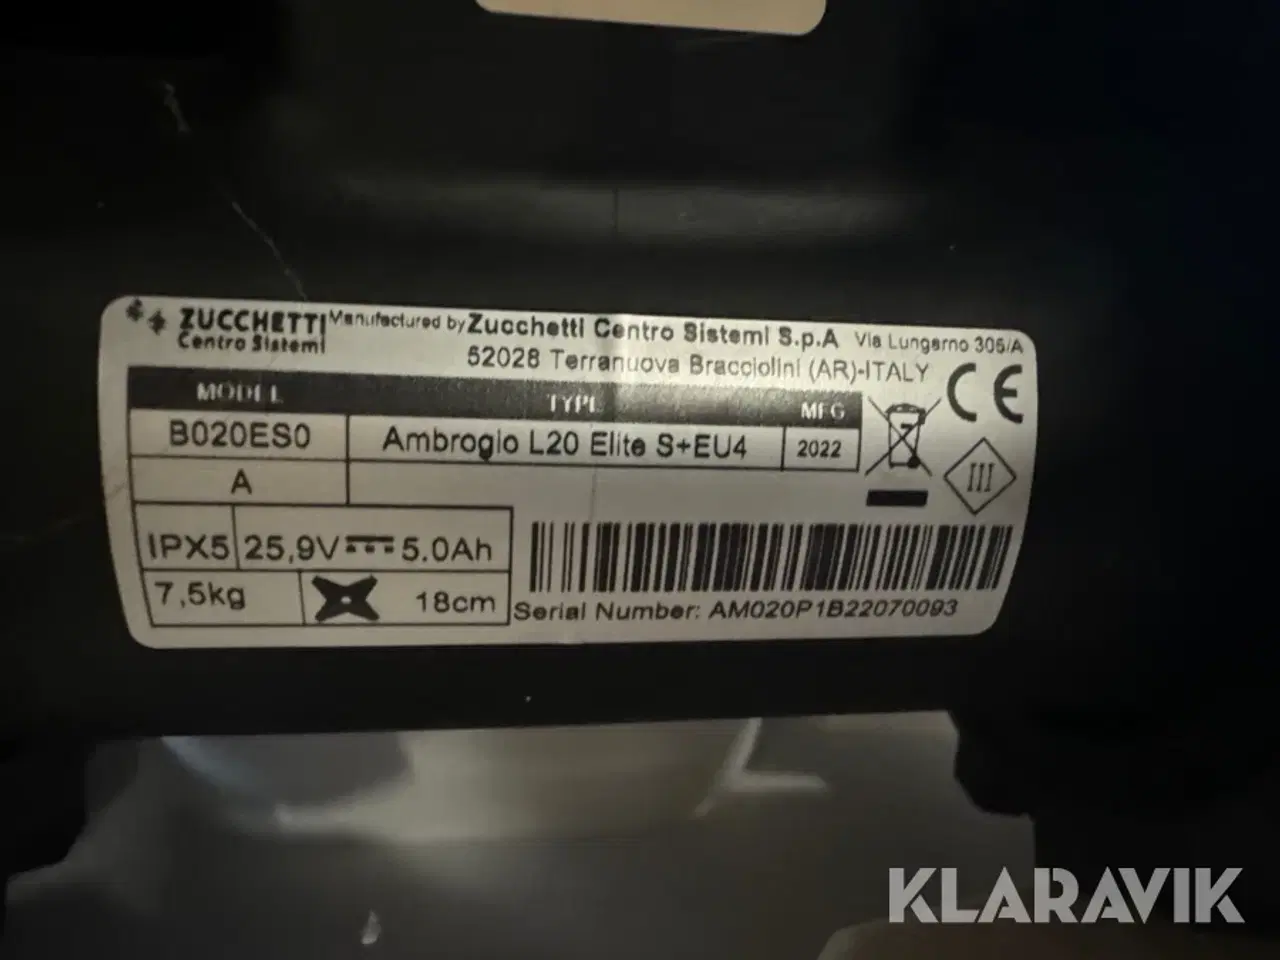 ZUCCHETTI
Centro Sistemi
Manufactured by Zucchetti Centro Sistemi S.p.A Via Lungarno 305/A
52028 Terranuova Bracciolini (AR)-ITALY
MODEL TYPE MFG
B020ES0 Ambrogio L20 Elite S+EU4 2022
A
CE
III
IPX5 25,9V 5.0Ah
7,5kg 18cm
Serial Number: AM020P1B22070093
KLARAVIK